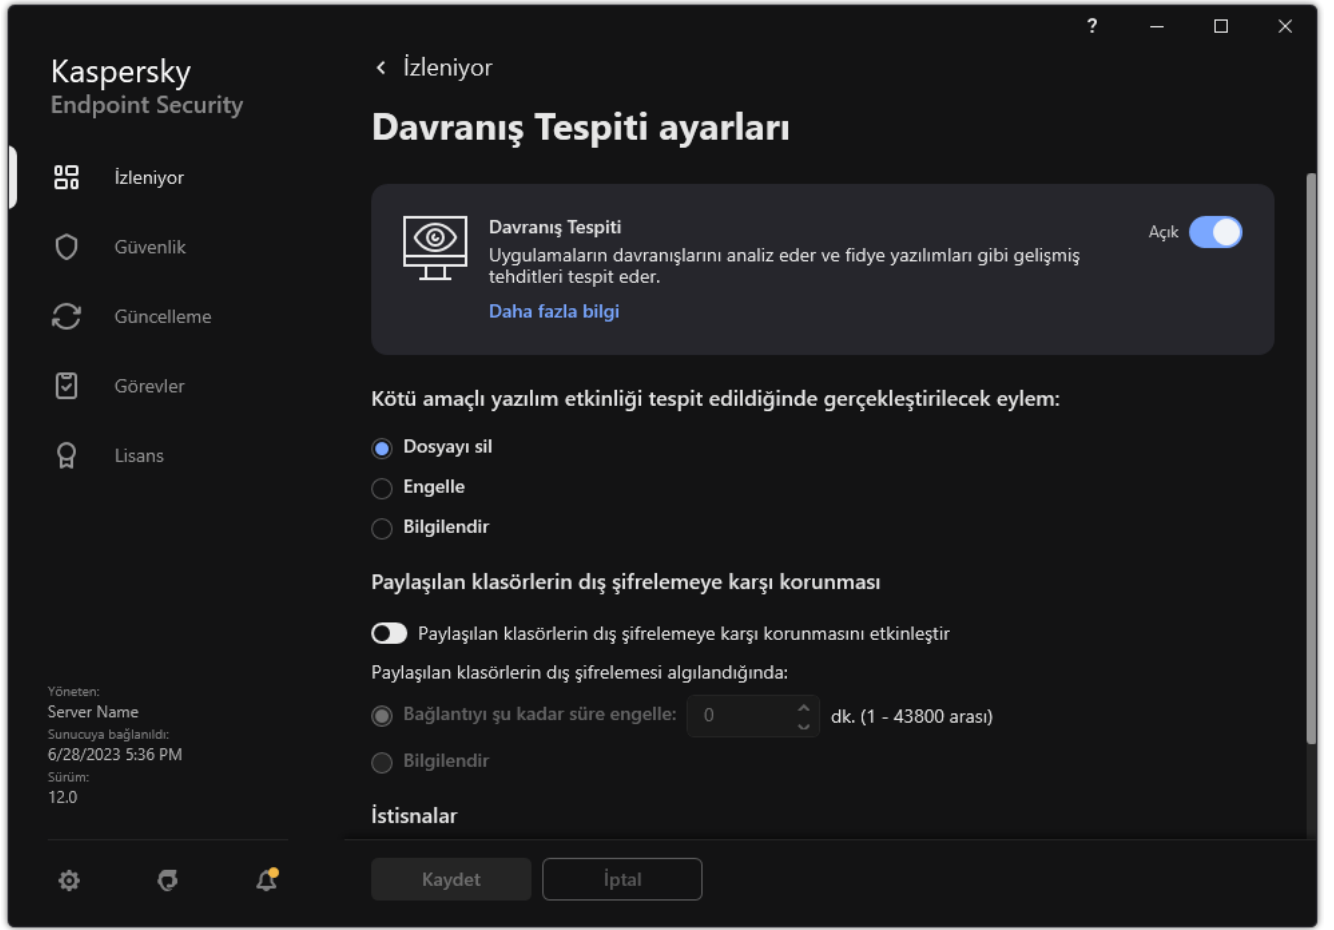 ?
Kaspersky
Endpoint Security
İzleniyor
Güvenlik
Güncelleme
Görevler
Lisans
Yöneten:
Server Name
Sunucuya bağlanıldı:
6/28/2023 5:36 PM
Sürüm:
12.0
İzleniyor
Davranış Tespiti ayarları
Davranış Tespiti
Uygulamaların davranışlarını analiz eder ve fidye yazılımları gibi gelişmiş
tehditleri tespit eder.
Daha fazla bilgi
Açık
Kötü amaçlı yazılım etkinliği tespit edildiğinde gerçekleştirilecek eylem:
Dosyayı sil
Engelle
Bilgilendir
Paylaşılan klasörlerin dış şifrelemeye karşı korunması
Paylaşılan klasörlerin dış şifrelemeye karşı korunmasını etkinleştir
Paylaşılan klasörlerin dış şifrelemesi algılandığında:
Bağlantıyı şu kadar süre engelle: 0 dk. (1 - 43800 arası)
Bilgilendir
İstisnalar
Kaydet
İptal